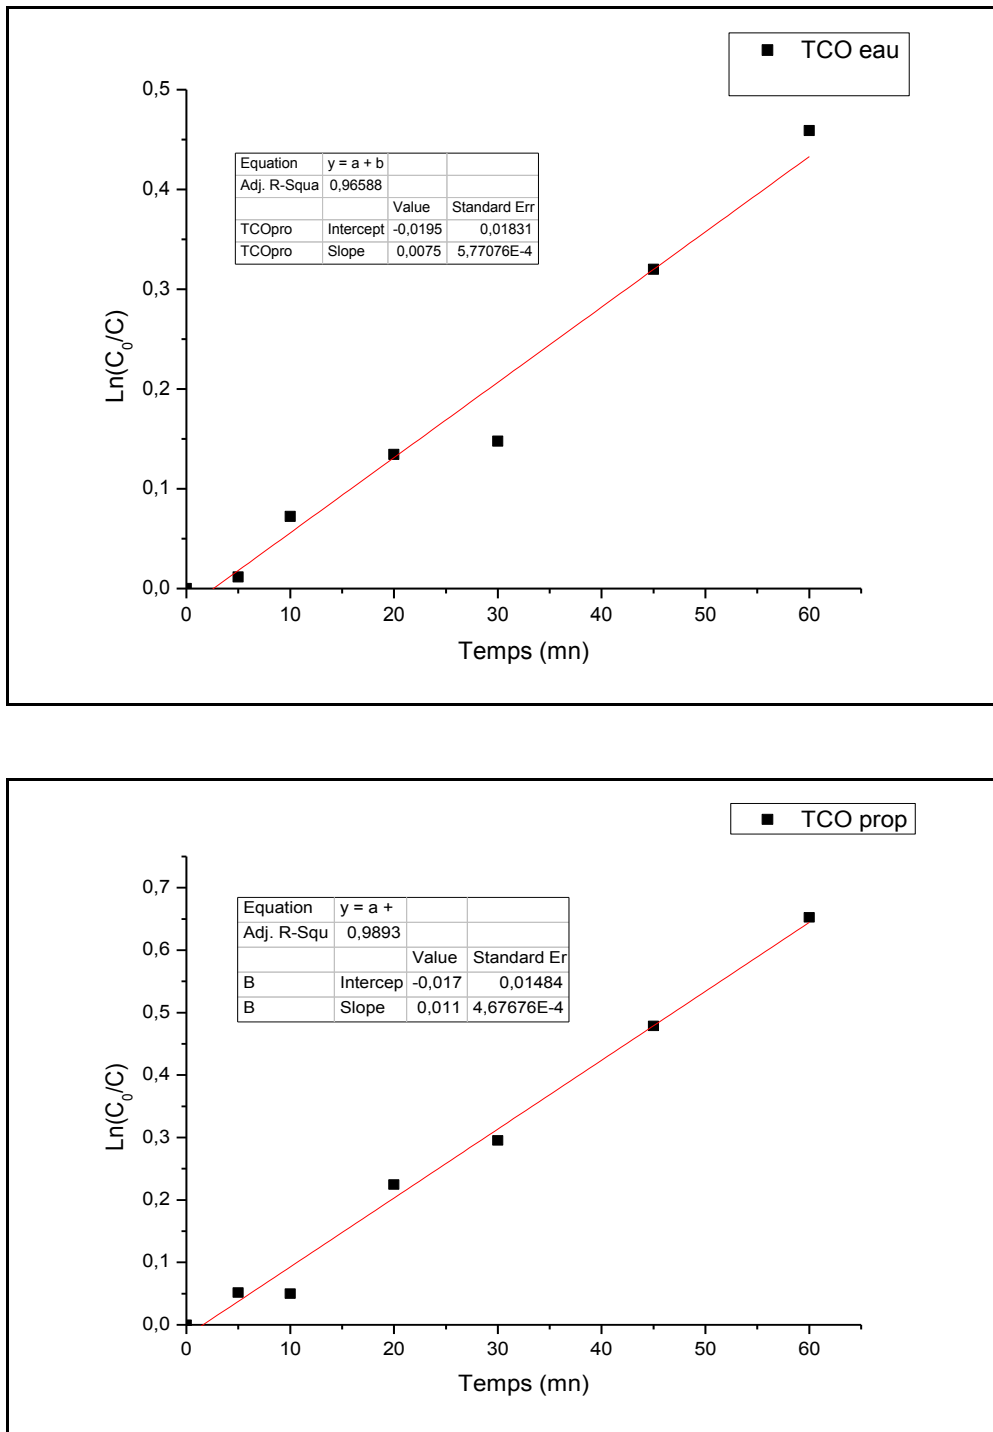 TCO eau
0,5
0,4
0,3
0,2
0,1
0,0
Ln(C₀/C)
Equation y = a + b
Adj. R-Squa 0,96588
Value Standard Err
TCOpro Intercept -0,0195 0,01831
TCOpro Slope 0,0075 5,77076E-4
0 10 20 30 40 50 60
Temps (mn)
TCO prop
0,7
0,6
0,5
0,4
0,3
0,2
0,1
0,0
Ln(C₀/C)
Equation y = a +
Adj. R-Squ 0,9893
Value Standard Er
B Intercep -0,017 0,01484
B Slope 0,011 4,67676E-4
0 10 20 30 40 50 60
Temps (mn)